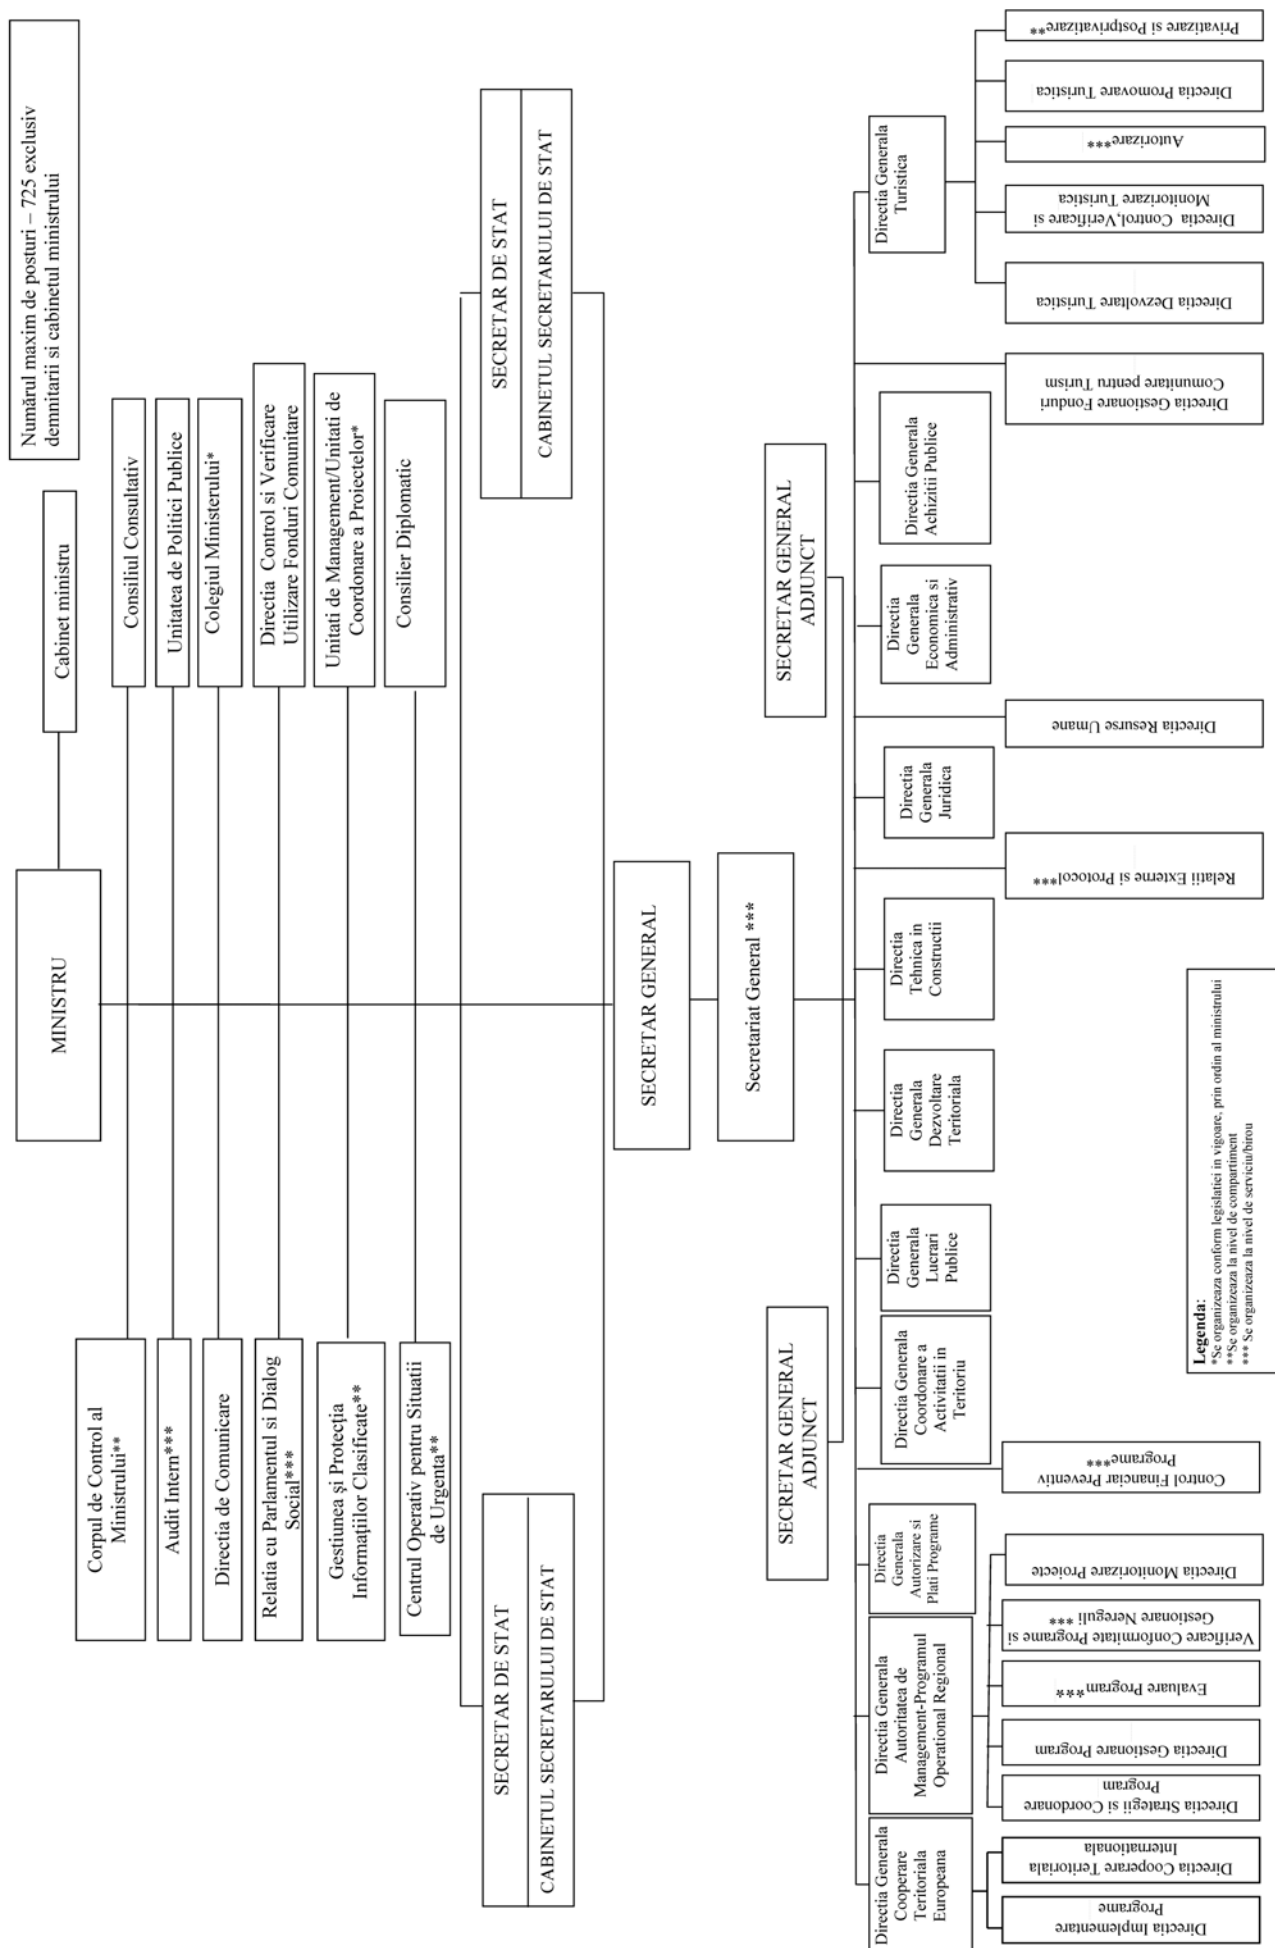 Numărul maxim de posturi – 725 exclusiv
demnitarii si cabinetul ministrului
MINISTRU
Cabinet ministru
Corpul de Control al
Ministrului**
Consiliul Consultativ
Audit Intern***
Unitatea de Politici Publice
Directia de Comunicare
Colegiul Ministerului*
Relatia cu Parlamentul si Dialog
Social***
Directia Control si Verificare
Utilizare Fonduri Comunitare
Gestiunea şi Protecţia
Informaţiilor Clasificate**
Unitati de Management/Unitati de
Coordonare a Proiectelor*
Centrul Operativ pentru Situatii
de Urgenta**
Consilier Diplomatic
SECRETAR DE STAT
CABINETUL SECRETARULUI DE STAT
SECRETAR DE STAT
CABINETUL SECRETARULUI DE STAT
SECRETAR GENERAL
Secretariat General ***
SECRETAR GENERAL
ADJUNCT
SECRETAR GENERAL
ADJUNCT
Directia Generala
Cooperare
Teritoriala
Europeana
Directia Generala
Autoritatea de
Management-Programul
Operational Regional
Directia
Generala
Autorizare si
Plati Programe
Directia Generala
Coordonare a
Activitatii in
Teritoriu
Directia
Generala
Lucrari
Publice
Directia
Generala
Dezvoltare
Teritoriala
Directia
Tehnica in
Constructii
Directia
Generala
Juridica
Directia
Generala
Economica si
Administrativ
Directia Generala
Achizitii Publice
Directia Generala
Turistica
Directia Implementare
Programe
Directia Cooperare Teritoriala
Internationala
Directia Strategii si Coordonare
Program
Directia Gestionare Program
Evaluare Program***
Verificare Conformitate Programe si
Gestionare Nereguli ***
Directia Monitorizare Proiecte
Control Financiar Preventiv
Programe***
Relatii Externe si Protocol***
Directia Resurse Umane
Directia Gestionare Fonduri
Comunitare pentru Turism
Directia Dezvoltare Turistica
Directia Control,Verificare si
Monitorizare Turistica
Autorizare***
Directia Promovare Turistica
Privatizare si Postprivatizare**
Legenda:
*Se organizeaza conform legislatiei in vigoare, prin ordin al ministrului
**Se organizeaza la nivel de compartiment
*** Se organizeaza la nivel de serviciu/birou